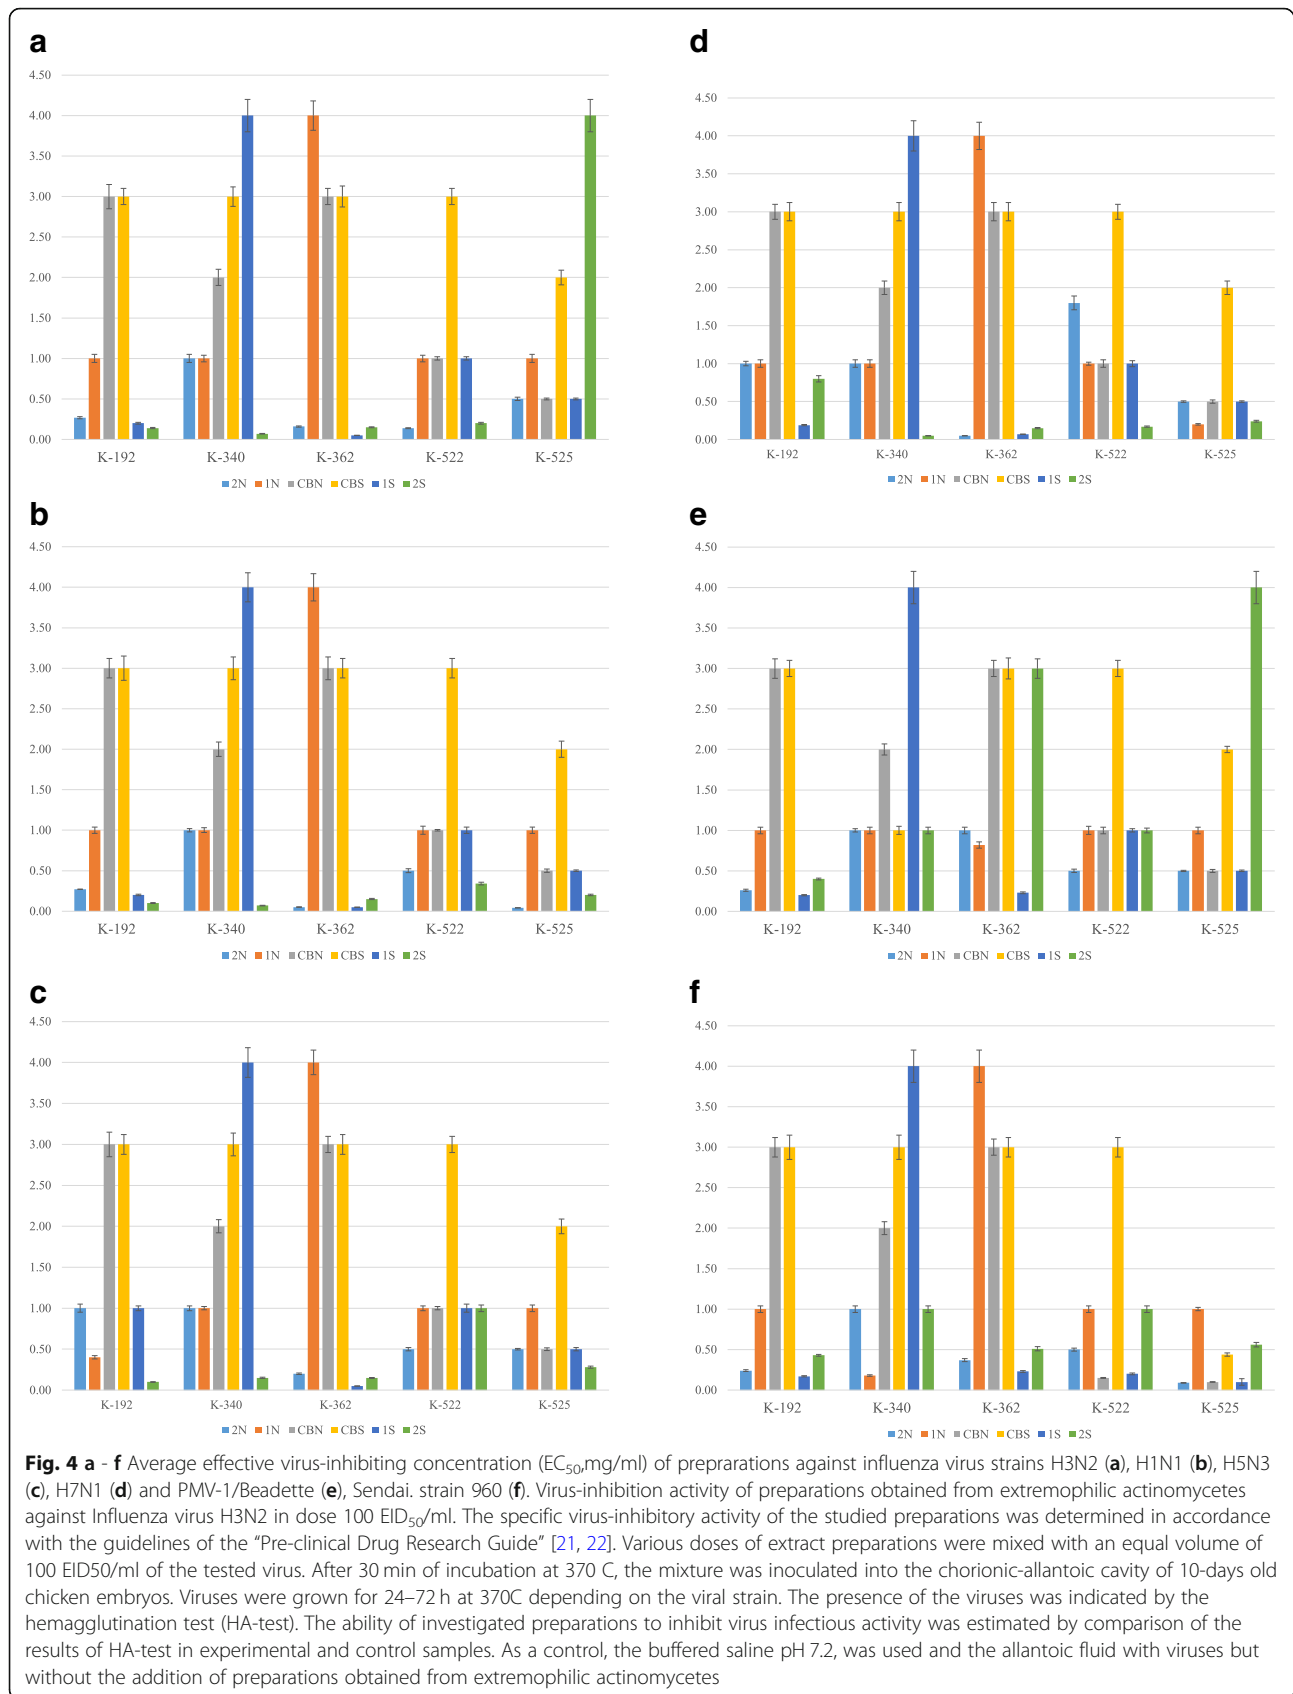 a
4.50
4.00
3.50
3.00
2.50
2.00
1.50
1.00
0.50
0.00
K-192 K-340 K-362 K-522 K-525
2N 1N CBN CBS 1S 2S
b
4.50
4.00
3.50
3.00
2.50
2.00
1.50
1.00
0.50
0.00
K-192 K-340 K-362 K-522 K-525
2N 1N CBN CBS 1S 2S
c
4.50
4.00
3.50
3.00
2.50
2.00
1.50
1.00
0.50
0.00
K-192 K-340 K-362 K-522 K-525
2N 1N CBN CBS 1S 2S
d
4.50
4.00
3.50
3.00
2.50
2.00
1.50
1.00
0.50
0.00
K-192 K-340 K-362 K-522 K-525
2N 1N CBN CBS 1S 2S
e
4.50
4.00
3.50
3.00
2.50
2.00
1.50
1.00
0.50
0.00
K-192 K-340 K-362 K-522 K-525
2N 1N CBN CBS 1S 2S
f
4.50
4.00
3.50
3.00
2.50
2.00
1.50
1.00
0.50
0.00
K-192 K-340 K-362 K-522 K-525
2N 1N CBN CBS 1S 2S
Fig. 4 a - f Average effective virus-inhibiting concentration (EC50,mg/ml) of preprarations against influenza virus strains H3N2 (a), H1N1 (b), H5N3
(c), H7N1 (d) and PMV-1/Beadette (e), Sendai. strain 960 (f). Virus-inhibition activity of preparations obtained from extremophilic actinomycetes
against Influenza virus H3N2 in dose 100 EID50/ml. The specific virus-inhibitory activity of the studied preparations was determined in accordance
with the guidelines of the “Pre-clinical Drug Research Guide” [21, 22]. Various doses of extract preparations were mixed with an equal volume of
100 EID50/ml of the tested virus. After 30 min of incubation at 370 C, the mixture was inoculated into the chorionic-allantoic cavity of 10-days old
chicken embryos. Viruses were grown for 24–72 h at 370C depending on the viral strain. The presence of the viruses was indicated by the
hemagglutination test (HA-test). The ability of investigated preparations to inhibit virus infectious activity was estimated by comparison of the
results of HA-test in experimental and control samples. As a control, the buffered saline pH 7.2, was used and the allantoic fluid with viruses but
without the addition of preparations obtained from extremophilic actinomycetes